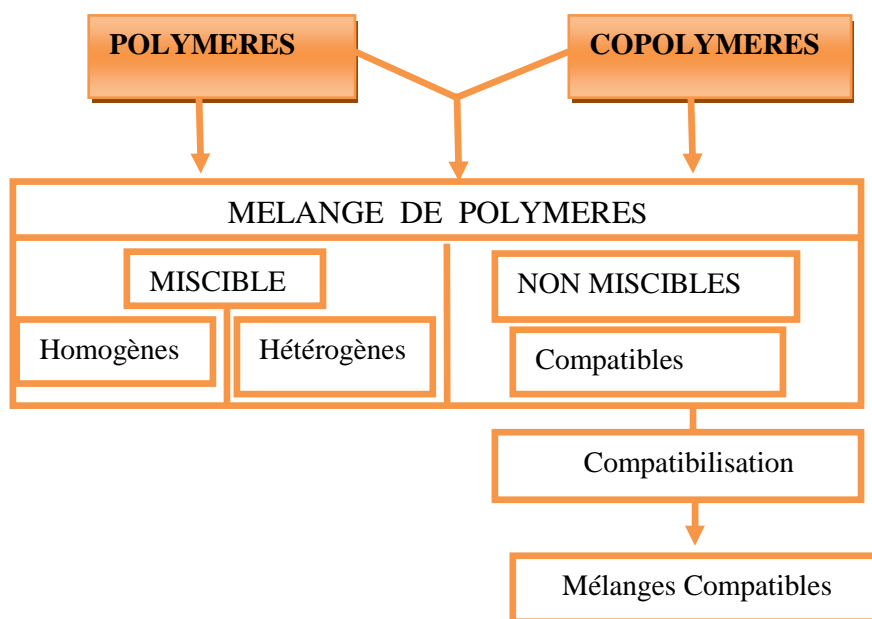 POLYMERES
COPOLYMERES
MELANGE DE POLYMERES
MISCIBLE
NON MISCIBLES
Homogènes
Hétérogènes
Compatibles
Compatibilisation
Mélanges Compatibles